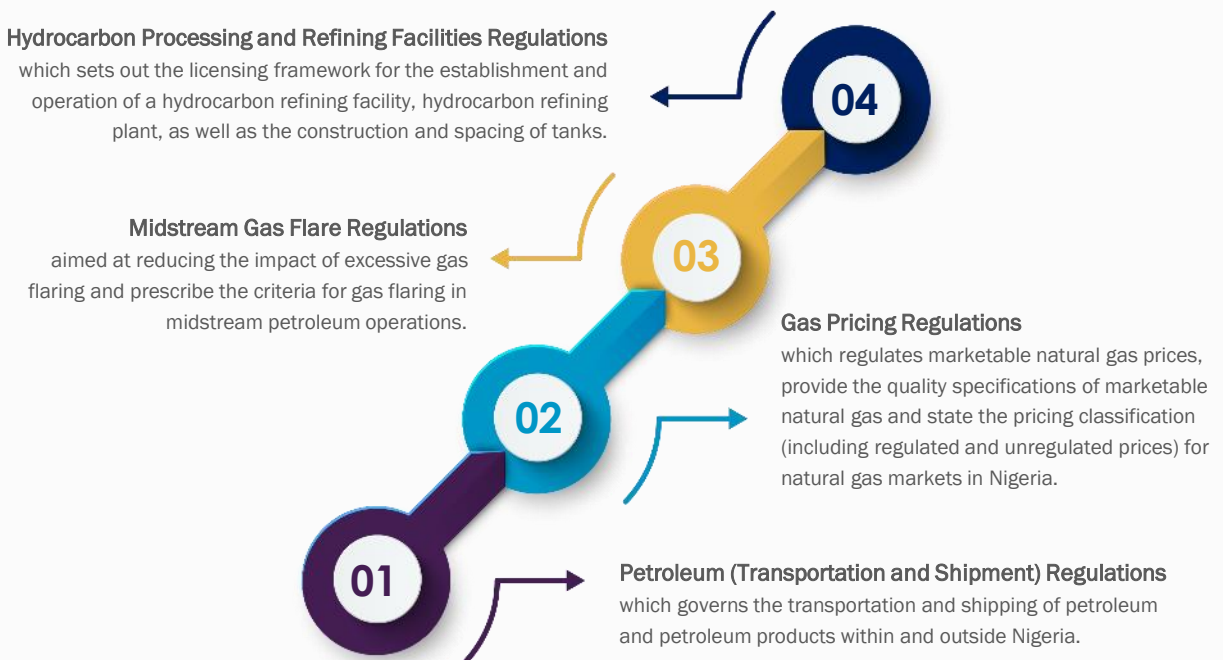 Hydrocarbon Processing and Refining Facilities Regulations
which sets out the licensing framework for the establishment and
operation of a hydrocarbon refining facility, hydrocarbon refining
plant, as well as the construction and spacing of tanks.
04
Midstream Gas Flare Regulations
aimed at reducing the impact of excessive gas
flaring and prescribe the criteria for gas flaring in
midstream petroleum operations.
03
Gas Pricing Regulations
which regulates marketable natural gas prices,
provide the quality specifications of marketable
natural gas and state the pricing classification
(including regulated and unregulated prices) for
natural gas markets in Nigeria.
02
01
Petroleum (Transportation and Shipment) Regulations
which governs the transportation and shipping of petroleum
and petroleum products within and outside Nigeria.